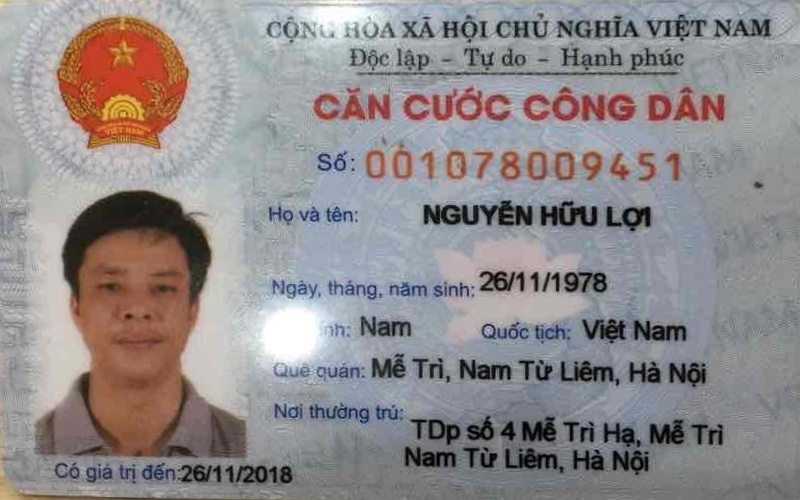 CỘNG HÒA XÃ HỘI CHỦ NGHĨA VIỆT NAM
Độc lập - Tự do - Hạnh phúc
CĂN CƯỚC CÔNG DÂN
Số: 001078009451
Họ và tên: NGUYỄN HỮU LỢI
Ngày, tháng, năm sinh: 26/11/1978
nh: Nam Quốc tịch: Việt Nam
Quê quán: Mễ Trì, Nam Từ Liêm, Hà Nội
Nơi thường trú: TDp số 4 Mễ Trì Hạ, Mễ Trì
Nam Từ Liêm, Hà Nội
Có giá trị đến: 26/11/2018
VIỆT NAM